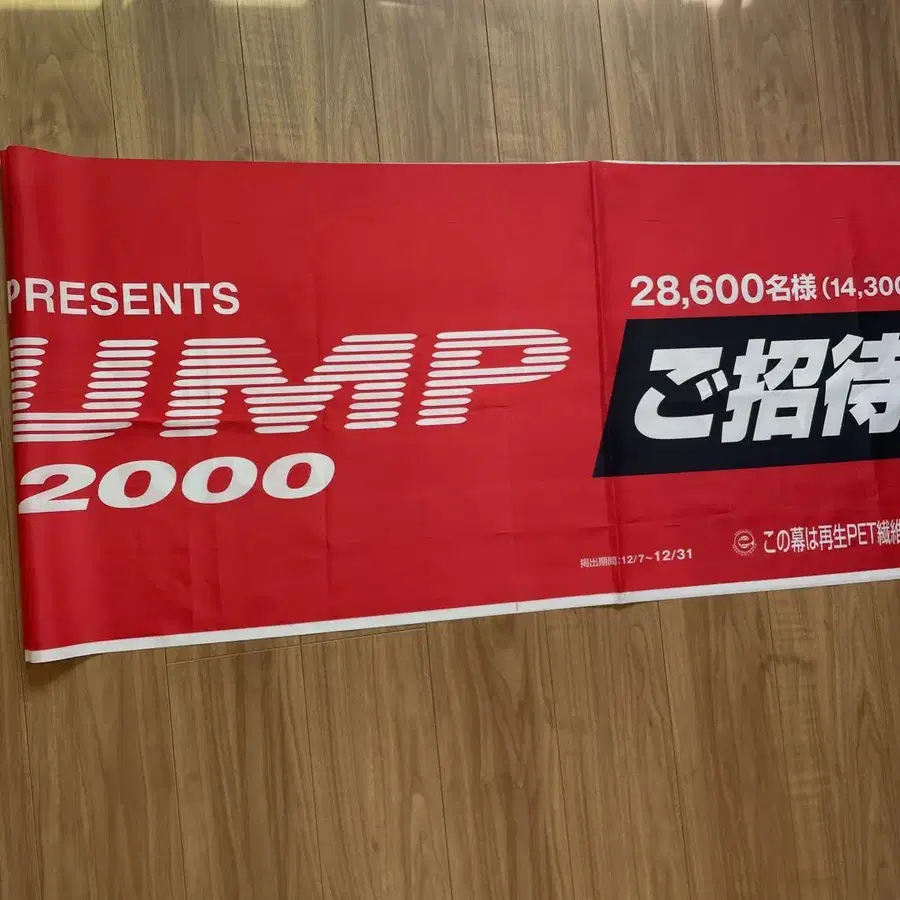 PRESENTS
UMP
2000
28,600名様(14,300
ご招待
この幕は再生PET繊維
掲出期間:12/7~12/31